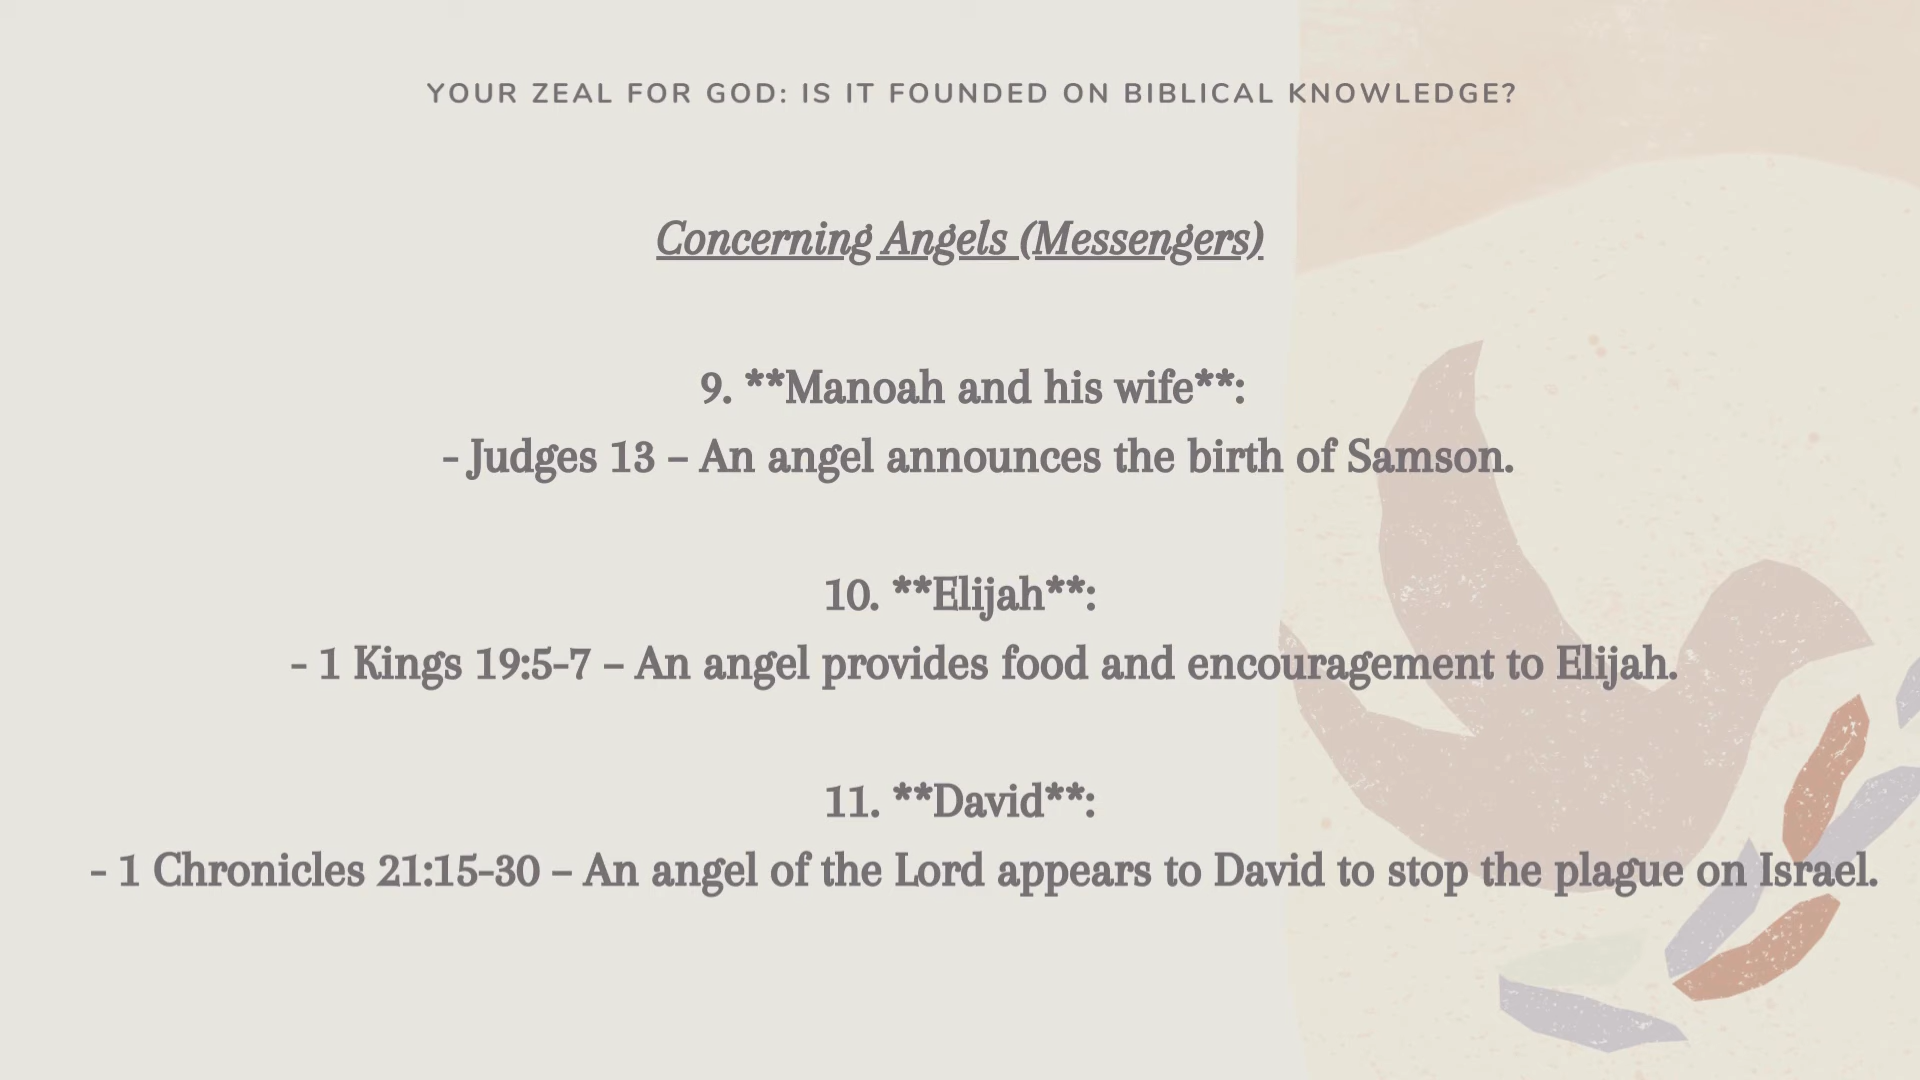 YOUR ZEAL FOR GOD: IS IT FOUNDED ON BIBLICAL KNOWLEDGE?
Concerning Angels (Messengers)
9. **Manoah and his wife**:
- Judges 13 – An angel announces the birth of Samson.
10. **Elijah**:
- 1 Kings 19:5-7 – An angel provides food and encouragement to Elijah.
11. **David**:
- 1 Chronicles 21:15-30 – An angel of the Lord appears to David to stop the plague on Israel.